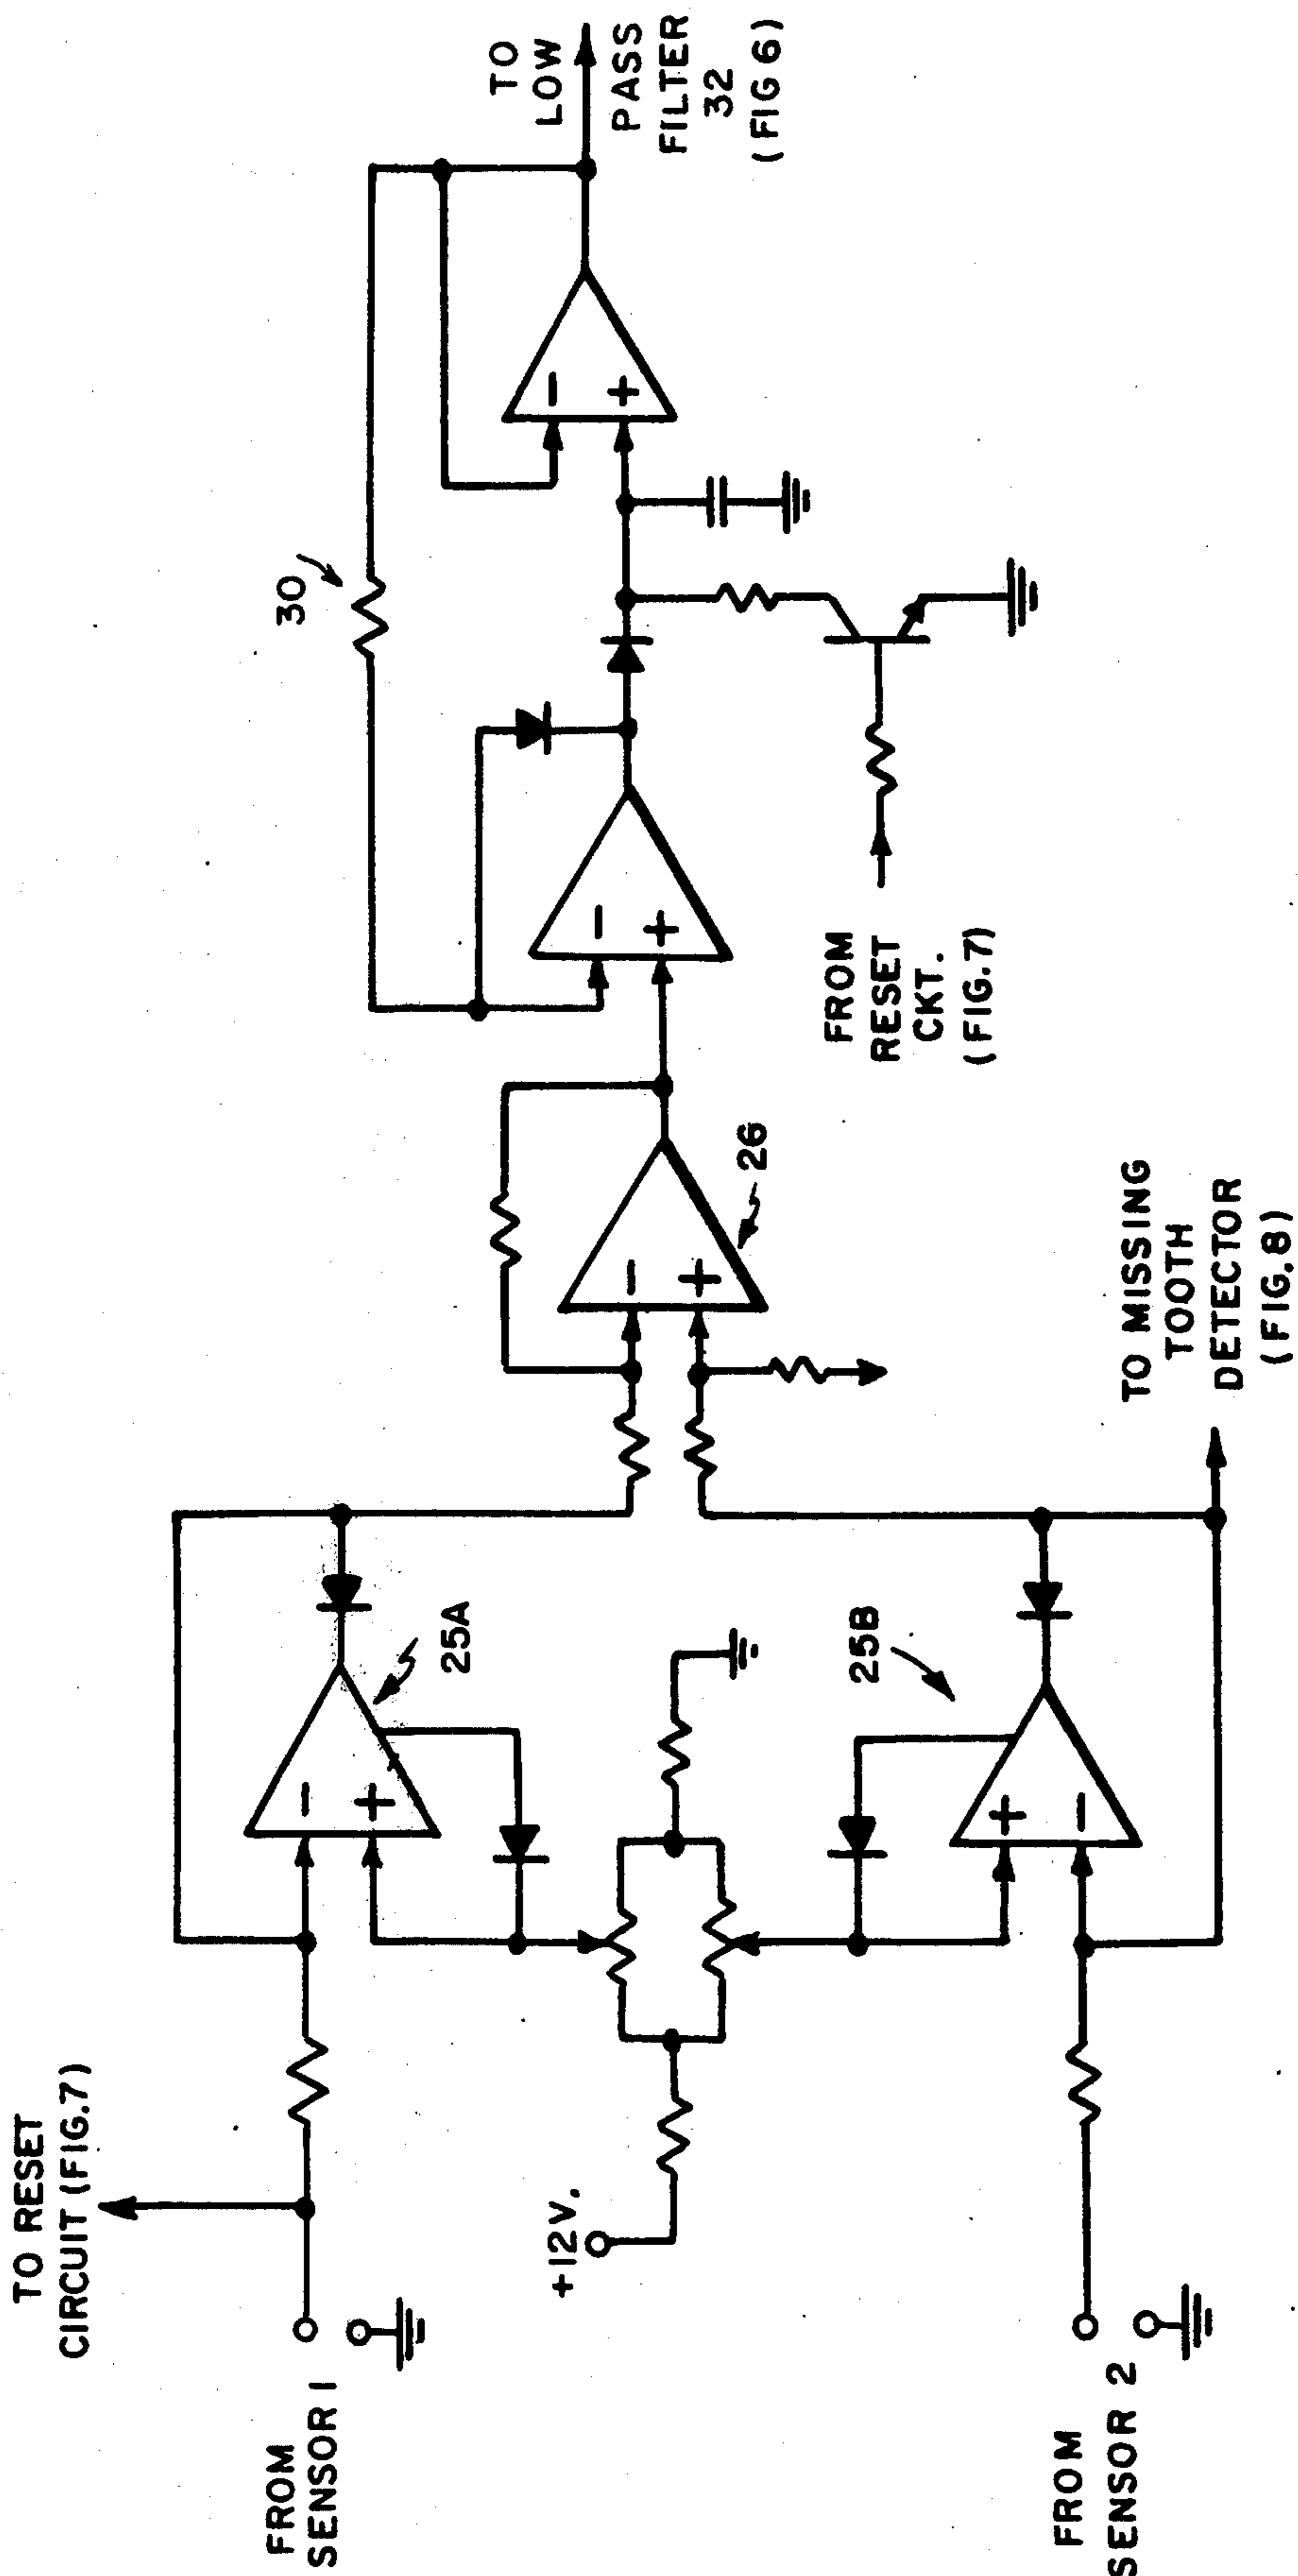 TO RESET
CIRCUIT (FIG.7)
FROM
SENSOR 1
+12V.
FROM
SENSOR 2
25A
25B
-
+
+
-
26
-
+
TO MISSING
TOOTH
DETECTOR
(FIG.8)
30
-
+
FROM
RESET
CKT.
(FIG.7)
-
+
TO
LOW
PASS
FILTER
32
(FIG 6)